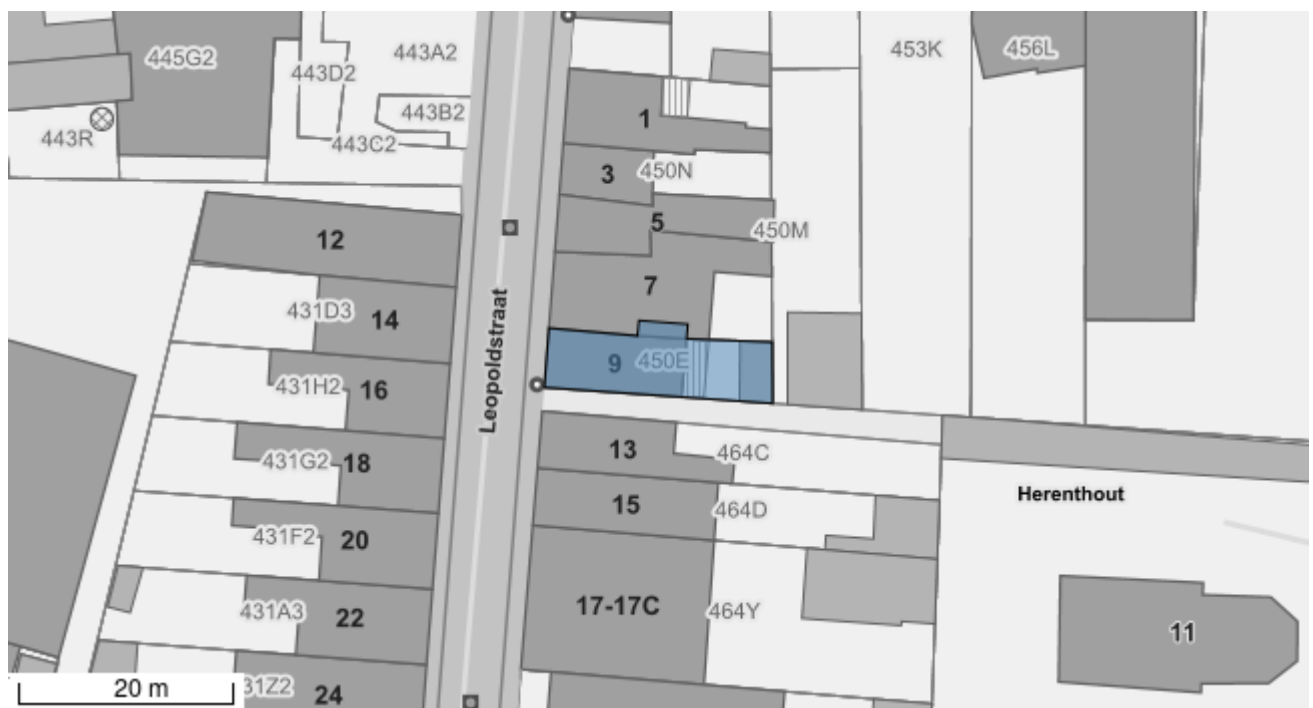 445G2
443A2
453K
456L
443D2
443B2
443R
443C2
1
3
450N
5
450M
12
7
431D3
14
Leopoldstraat
9
450E
431H2
16
13
464C
431G2
18
Herenthout
15
464D
431F2
20
17-17C
464Y
431A3
22
11
20 m
31Z2
24